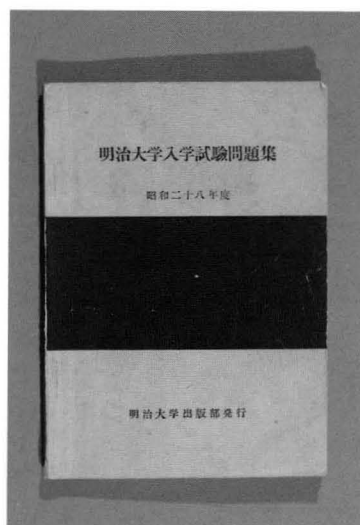 明治大学入学試験問題集
昭和二十八年度
明治大学出版部発行